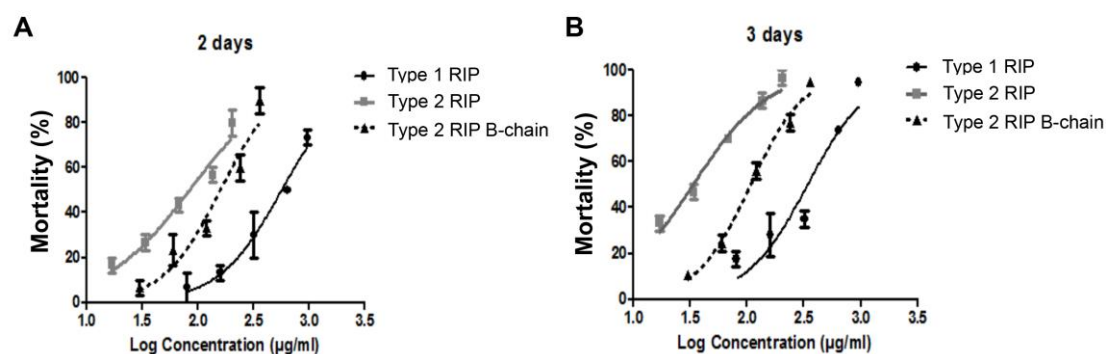 A
2 days
Mortality (%)
100
80
60
40
20
0
1.0 1.5 2.0 2.5 3.0 3.5
Log Concentration (µg/ml)
Type 1 RIP
Type 2 RIP
Type 2 RIP B-chain
B
3 days
Mortality (%)
100
80
60
40
20
0
1.0 1.5 2.0 2.5 3.0 3.5
Log Concentration (µg/ml)
Type 1 RIP
Type 2 RIP
Type 2 RIP B-chain